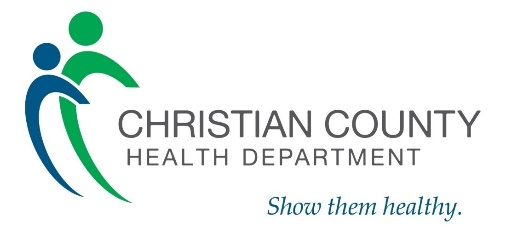 CHRISTIAN COUNTY
HEALTH DEPARTMENT
Show them healthy.